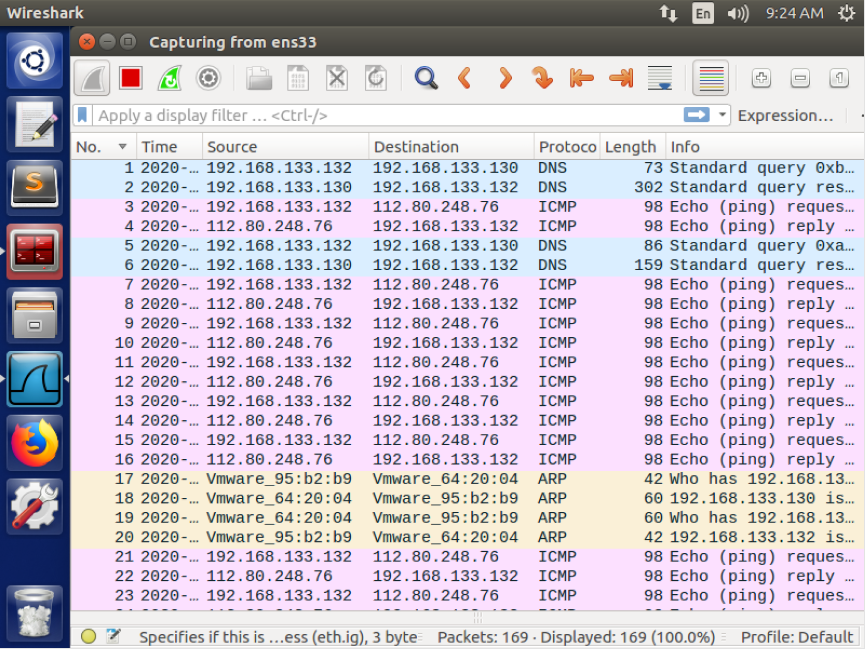 Wireshark En 9:24 AM
Capturing from ens33
Apply a display filter … <Ctrl-/> Expression…
No. Time Source Destination Protoco Length Info
1 2020-… 192.168.133.132 192.168.133.130 DNS 73 Standard query 0xb…
2 2020-… 192.168.133.130 192.168.133.132 DNS 302 Standard query res…
3 2020-… 192.168.133.132 112.80.248.76 ICMP 98 Echo (ping) reques…
4 2020-… 112.80.248.76 192.168.133.132 ICMP 98 Echo (ping) reply …
5 2020-… 192.168.133.132 192.168.133.130 DNS 86 Standard query 0xa…
6 2020-… 192.168.133.130 192.168.133.132 DNS 159 Standard query res…
7 2020-… 192.168.133.132 112.80.248.76 ICMP 98 Echo (ping) reques…
8 2020-… 112.80.248.76 192.168.133.132 ICMP 98 Echo (ping) reply …
9 2020-… 192.168.133.132 112.80.248.76 ICMP 98 Echo (ping) reques…
10 2020-… 112.80.248.76 192.168.133.132 ICMP 98 Echo (ping) reply …
11 2020-… 192.168.133.132 112.80.248.76 ICMP 98 Echo (ping) reques…
12 2020-… 112.80.248.76 192.168.133.132 ICMP 98 Echo (ping) reply …
13 2020-… 192.168.133.132 112.80.248.76 ICMP 98 Echo (ping) reques…
14 2020-… 112.80.248.76 192.168.133.132 ICMP 98 Echo (ping) reply …
15 2020-… 192.168.133.132 112.80.248.76 ICMP 98 Echo (ping) reques…
16 2020-… 112.80.248.76 192.168.133.132 ICMP 98 Echo (ping) reply …
17 2020-… Vmware_95:b2:b9 Vmware_64:20:04 ARP 42 Who has 192.168.13…
18 2020-… Vmware_64:20:04 Vmware_95:b2:b9 ARP 60 192.168.133.130 is…
19 2020-… Vmware_64:20:04 Vmware_95:b2:b9 ARP 60 Who has 192.168.13…
20 2020-… Vmware_95:b2:b9 Vmware_64:20:04 ARP 42 192.168.133.132 is…
21 2020-… 192.168.133.132 112.80.248.76 ICMP 98 Echo (ping) reques…
22 2020-… 112.80.248.76 192.168.133.132 ICMP 98 Echo (ping) reply …
23 2020-… 192.168.133.132 112.80.248.76 ICMP 98 Echo (ping) reques…
Specifies if this is …ess (eth.ig), 3 byte Packets: 169 · Displayed: 169 (100.0%) Profile: Default